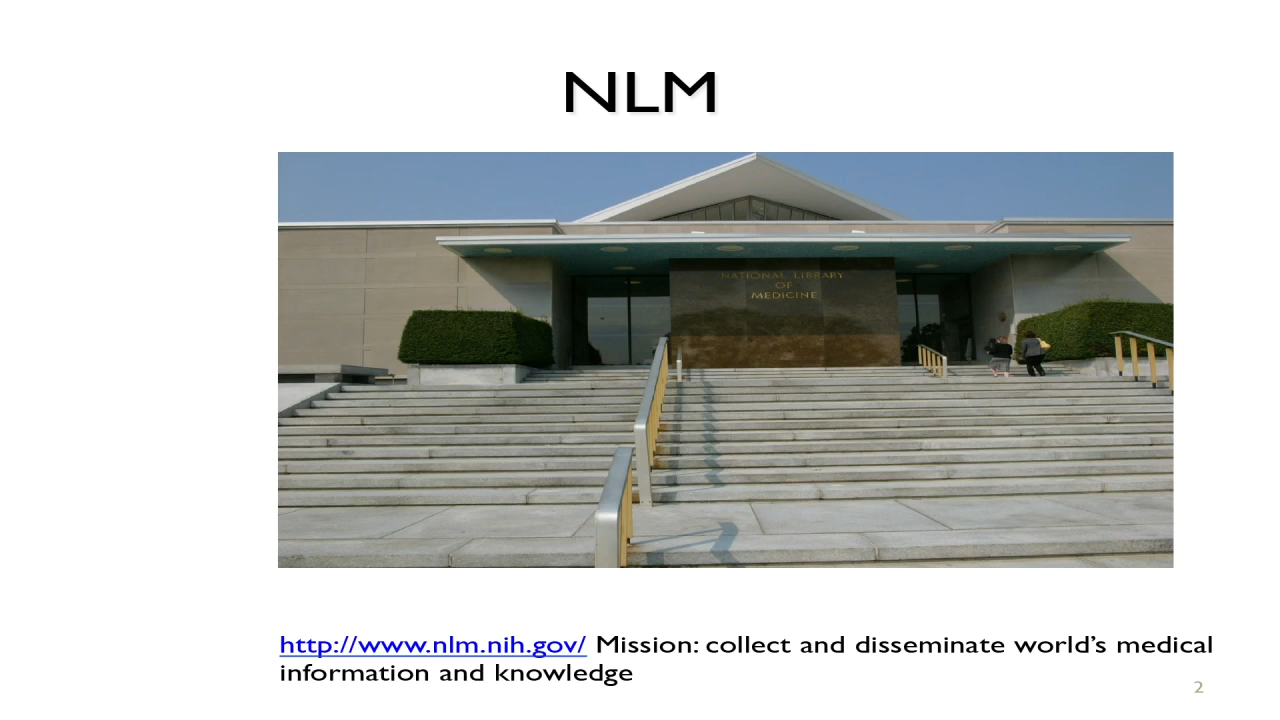 NLM
NATIONAL LIBRARY
OF
MEDICINE
http://www.nlm.nih.gov/ Mission: collect and disseminate world’s medical
information and knowledge
2